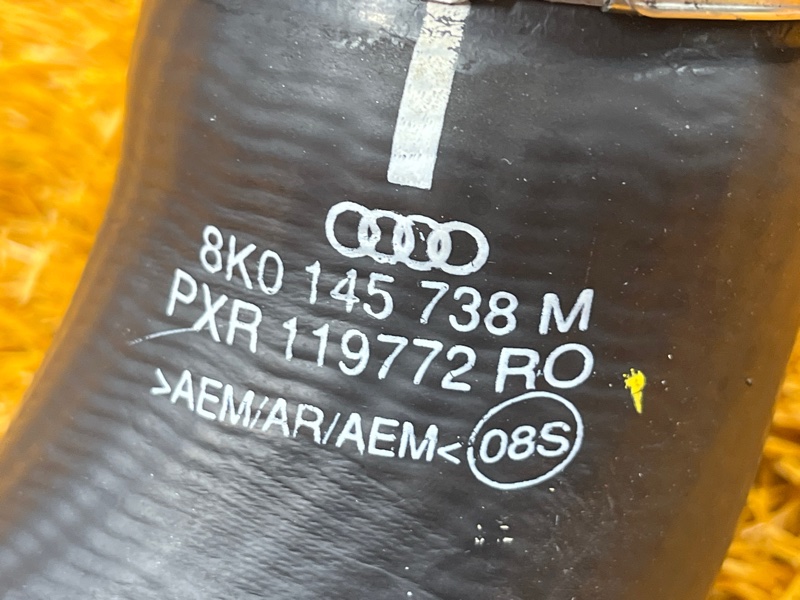 8K0 145 738 M
PXR 119772 RO
>AEM/AR/AEM< 08S